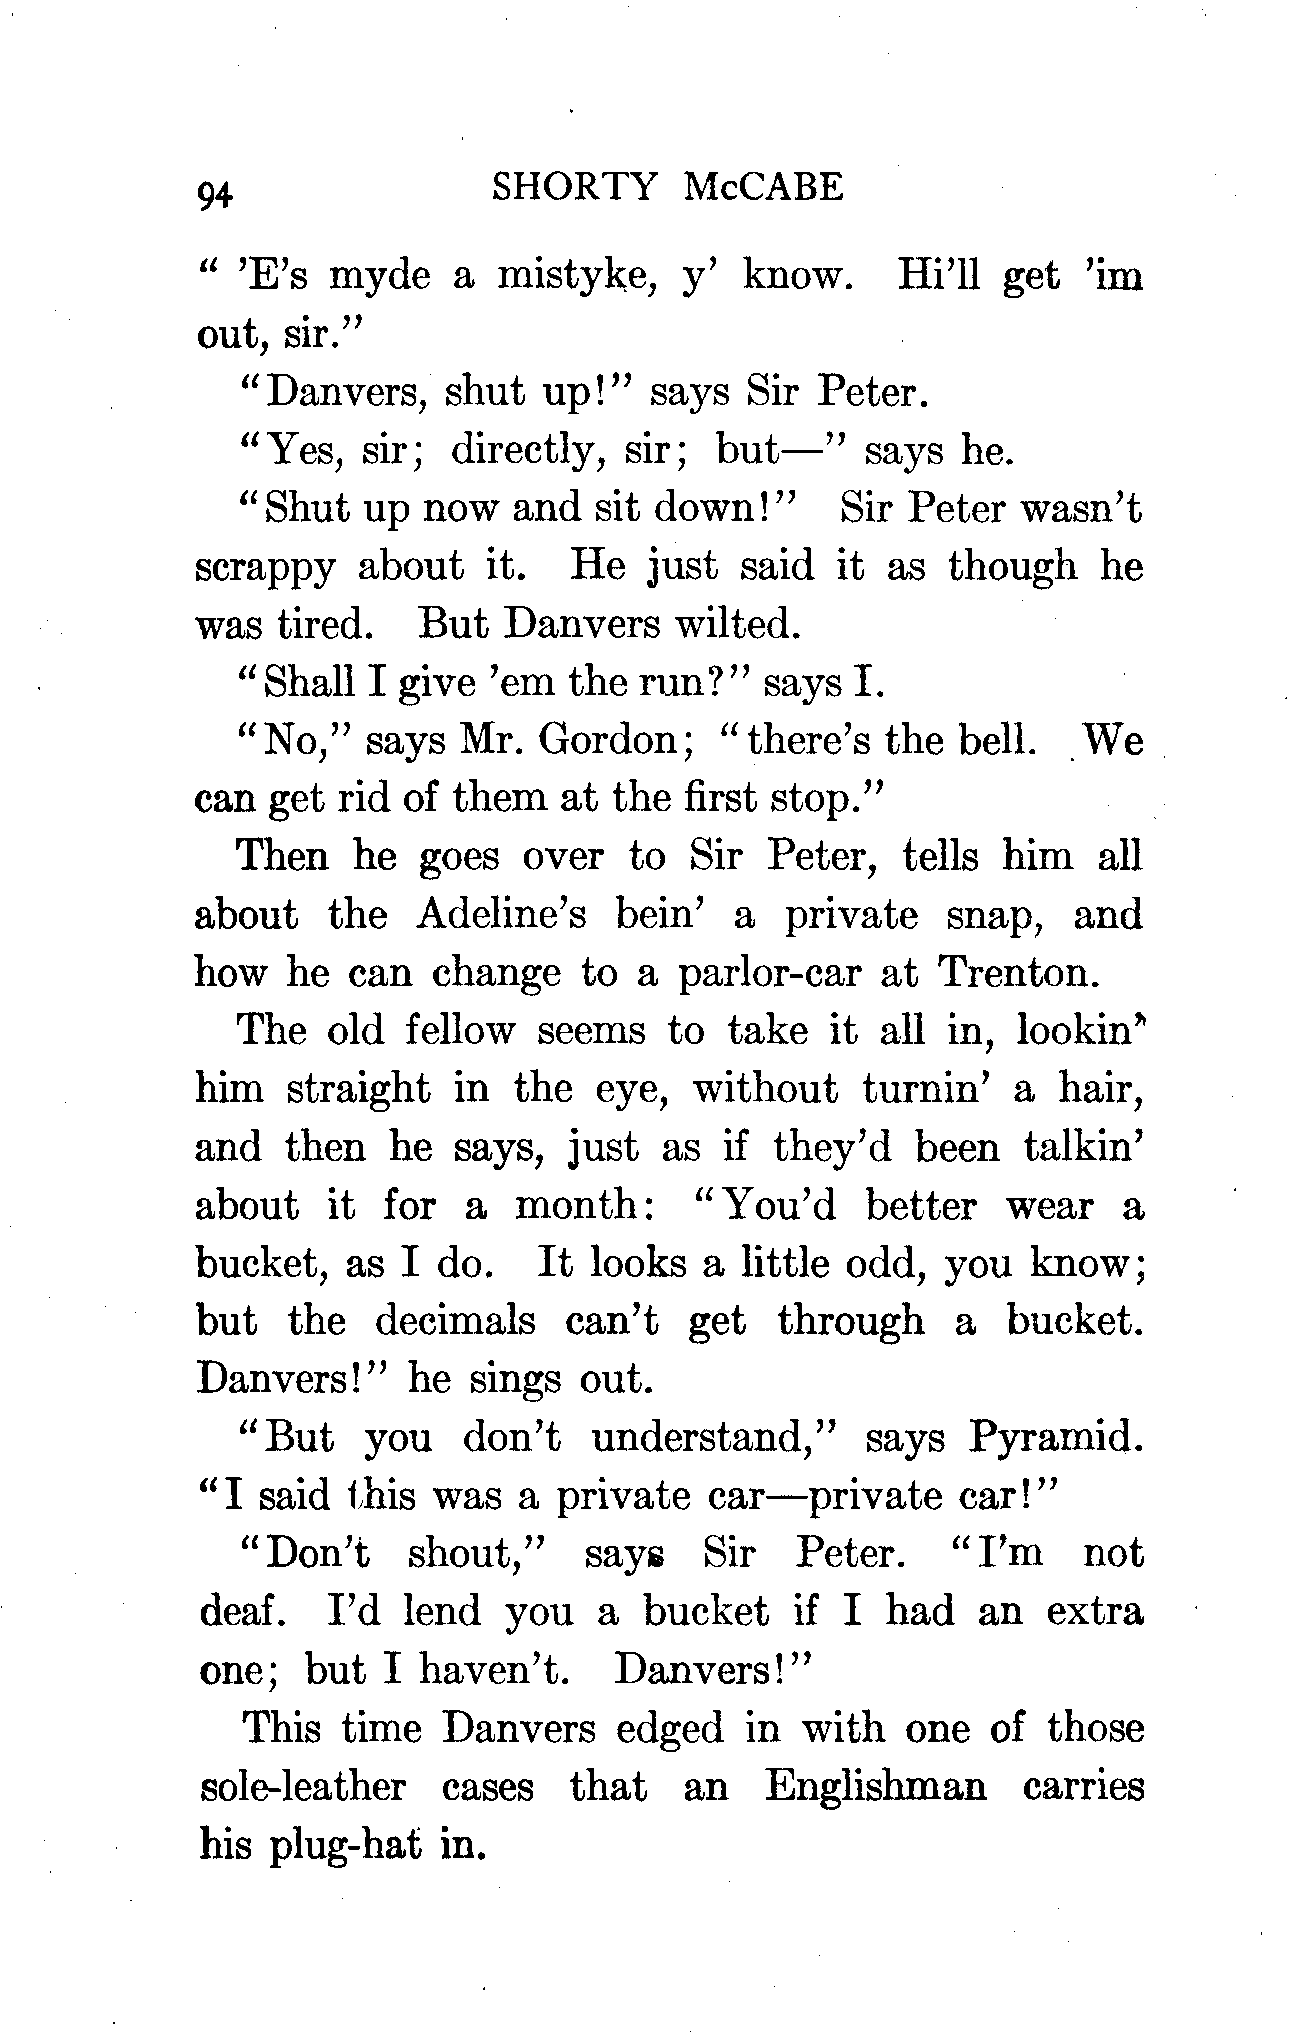 94 SHORTY McCABE
“ 'E's myde a mistyke, y' know. Hi'll get 'im
out, sir.”
“Danvers, shut up!” says Sir Peter.
“Yes, sir; directly, sir; but—” says he.
“Shut up now and sit down!” Sir Peter wasn't
scrappy about it. He just said it as though he
was tired. But Danvers wilted.
“Shall I give 'em the run?” says I.
“No,” says Mr. Gordon; “there's the bell. We
can get rid of them at the first stop.”
Then he goes over to Sir Peter, tells him all
about the Adeline's bein' a private snap, and
how he can change to a parlor-car at Trenton.
The old fellow seems to take it all in, lookin'
him straight in the eye, without turnin' a hair,
and then he says, just as if they'd been talkin'
about it for a month: “You'd better wear a
bucket, as I do. It looks a little odd, you know;
but the decimals can't get through a bucket.
Danvers!” he sings out.
“But you don't understand,” says Pyramid.
“I said this was a private car—private car!”
“Don't shout,” says Sir Peter. “I'm not
deaf. I'd lend you a bucket if I had an extra
one; but I haven't. Danvers!”
This time Danvers edged in with one of those
sole-leather cases that an Englishman carries
his plug-hat in.